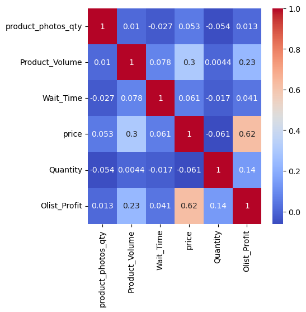 product_photos_qty 1 0.01 -0.027 0.053 -0.054 0.013
Product_Volume 0.01 1 0.078 0.3 0.0044 0.23
Wait_Time -0.027 0.078 1 0.061 -0.017 0.041
price 0.053 0.3 0.061 1 -0.061 0.62
Quantity -0.054 0.0044 -0.017 -0.061 1 0.14
Olist_Profit 0.013 0.23 0.041 0.62 0.14 1
product_photos_qty
Product_Volume
Wait_Time
price
Quantity
Olist_Profit
1.0
0.8
0.6
0.4
0.2
0.0